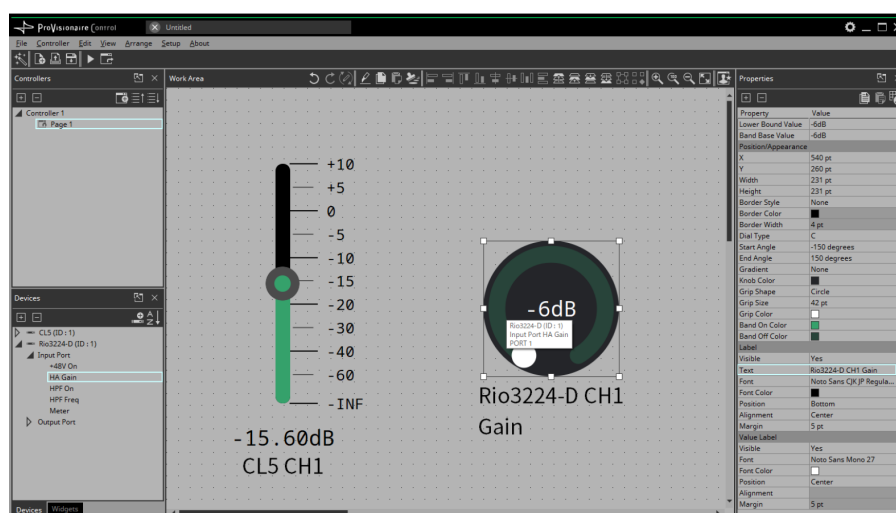 ProVisionaire Control
Untitled
File Controller Edit View Arrange Setup About
Controllers
Controller 1
Page 1
Devices
CL5 (ID : 1)
Rio3224-D (ID : 1)
Input Port
+48V On
HA Gain
HPF On
HPF Freq
Meter
Output Port
Devices Widgets
Work Area
+10
+5
0
-5
-10
-15
-20
-30
-40
-60
-INF
-15.60dB
CL5 CH1
-6dB
Rio3224-D (ID : 1)
Input Port HA Gain
PORT 1
Rio3224-D CH1
Gain
Properties
Property Value
Lower Bound Value -6dB
Band Base Value -6dB
Position/Appearance
X 540 pt
Y 260 pt
Width 231 pt
Height 231 pt
Border Style None
Border Color
Border Width 4 pt
Dial Type C
Start Angle -150 degrees
End Angle 150 degrees
Gradient None
Knob Color
Grip Shape Circle
Grip Size 42 pt
Grip Color
Band On Color
Band Off Color
Label
Visible Yes
Text Rio3224-D CH1 Gain
Font Noto Sans CJK JP Regula...
Font Color
Position Bottom
Alignment Center
Margin 5 pt
Value Label
Visible Yes
Font Noto Sans Mono 27
Font Color
Position Center
Alignment
Margin 5 pt